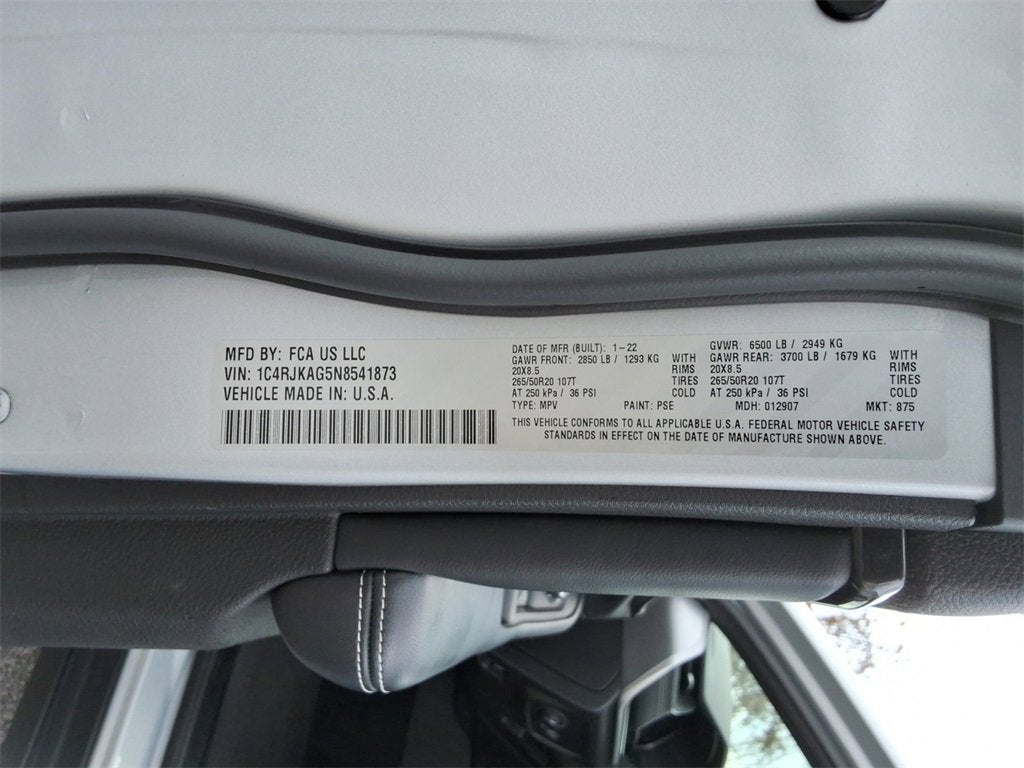 MFD BY: FCA US LLC
VIN: 1C4RJKAG5N8541873
VEHICLE MADE IN: U.S.A.
DATE OF MFR (BUILT): 1-22
GAWR FRONT: 2850 LB / 1293 KG WITH
20X8.5 RIMS
265/50R20 107T TIRES
AT 250 kPa / 36 PSI COLD
TYPE: MPV PAINT: PSE
GVWR: 6500 LB / 2949 KG
GAWR REAR: 3700 LB / 1679 KG WITH
20X8.5 RIMS
265/50R20 107T TIRES
AT 250 kPa / 36 PSI COLD
MDH: 012907 MKT: 875
THIS VEHICLE CONFORMS TO ALL APPLICABLE U.S.A. FEDERAL MOTOR VEHICLE SAFETY
STANDARDS IN EFFECT ON THE DATE OF MANUFACTURE SHOWN ABOVE.